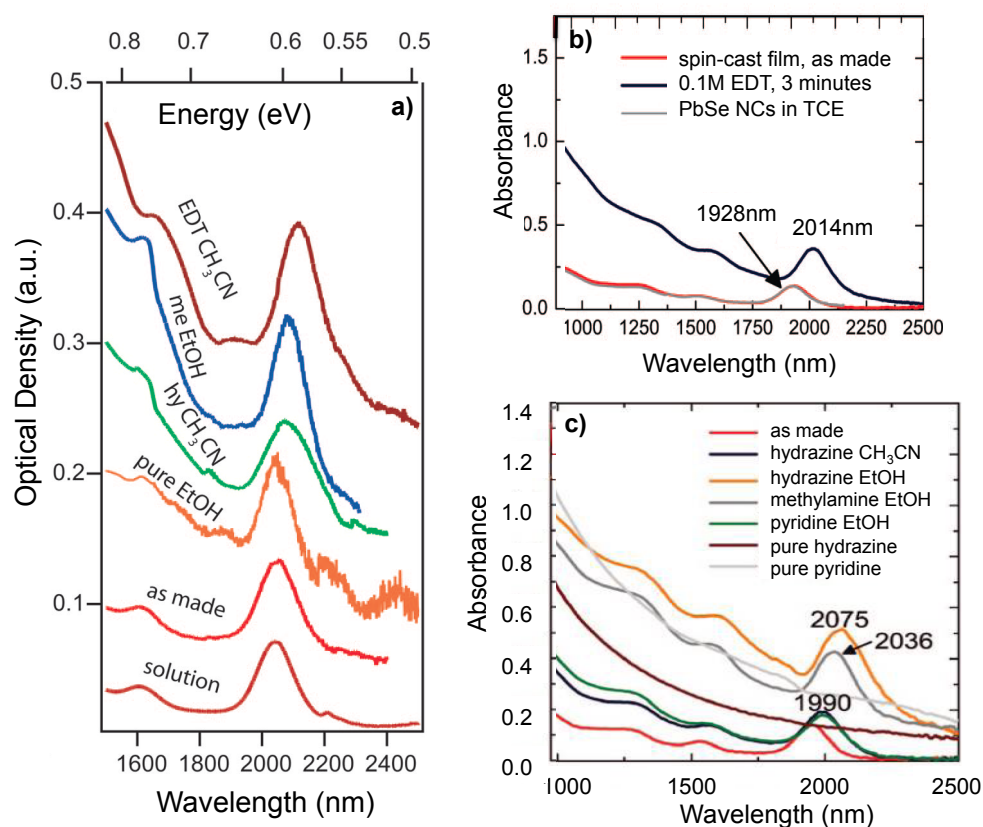 0.8 0.7 0.6 0.55 0.5
0.5
Energy (eV)
a)
0.4
EDT CH₃CN
me EtOH
0.3
hy CH₃CN
0.2
pure EtOH
0.1
as made
solution
Optical Density (a.u.)
1600 1800 2000 2200 2400
Wavelength (nm)
b)
1.5
spin-cast film, as made
0.1M EDT, 3 minutes
PbSe NCs in TCE
1.0
1928nm
2014nm
0.5
0.0
Absorbance
1000 1250 1500 1750 2000 2250 2500
Wavelength (nm)
1.4
c)
as made
1.2
hydrazine CH₃CN
hydrazine EtOH
1.0
methylamine EtOH
pyridine EtOH
0.8
pure hydrazine
pure pyridine
0.6
2075
2036
0.4
1990
0.2
0.0
Absorbance
1000 1500 2000 2500
Wavelength (nm)